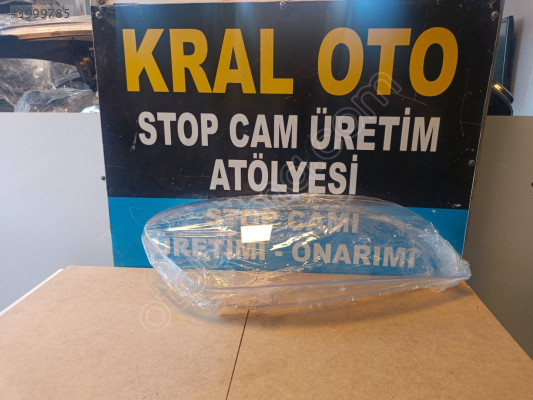 KRAL OTO
STOP CAM ÜRETİM
ATÖLYESİ
STOP CAMI
ÜRETİMİ - ONARIMI